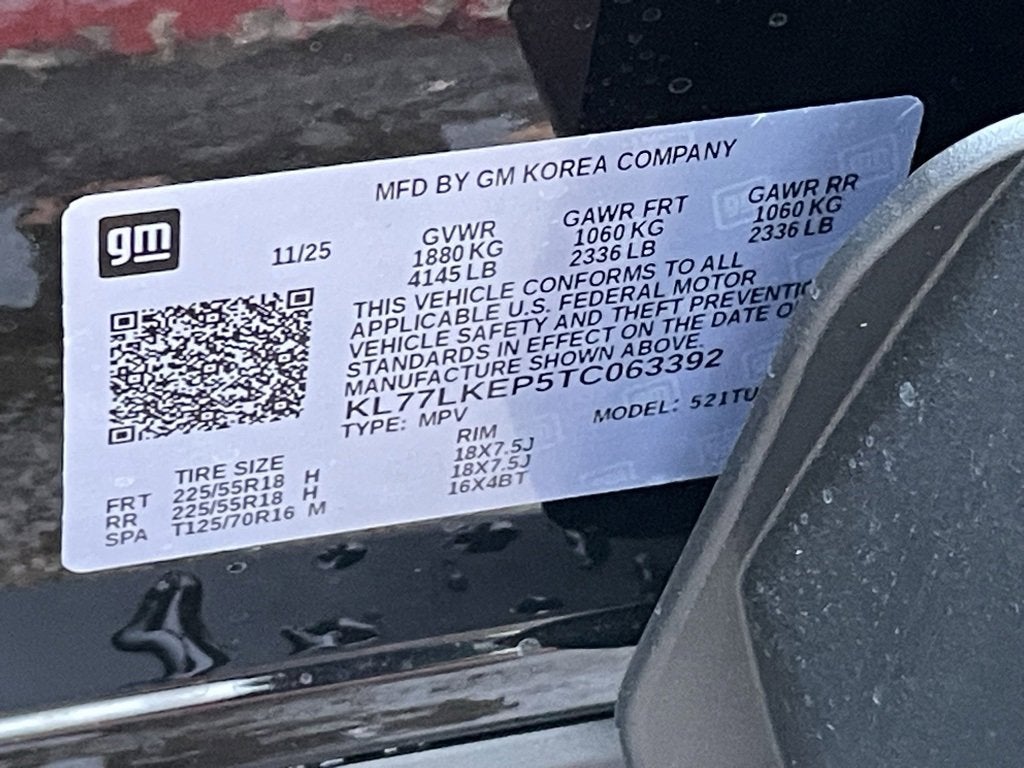 MFD BY GM KOREA COMPANY
gm
11/25
GVWR
1880 KG
4145 LB
GAWR FRT
1060 KG
2336 LB
GAWR RR
1060 KG
2336 LB
THIS VEHICLE CONFORMS TO ALL
APPLICABLE U.S. FEDERAL MOTOR
VEHICLE SAFETY AND THEFT
STANDARDS IN EFFECT ON THE DATE
MANUFACTURE SHOWN ABOVE.
KL77LKEP5TC063392
TYPE: MPV
MODEL: 521TU
TIRE SIZE RIM
FRT 225/55R18 H 18X7.5J
RR 225/55R18 H 18X7.5J
SPA T125/70R16 M 16X4BT